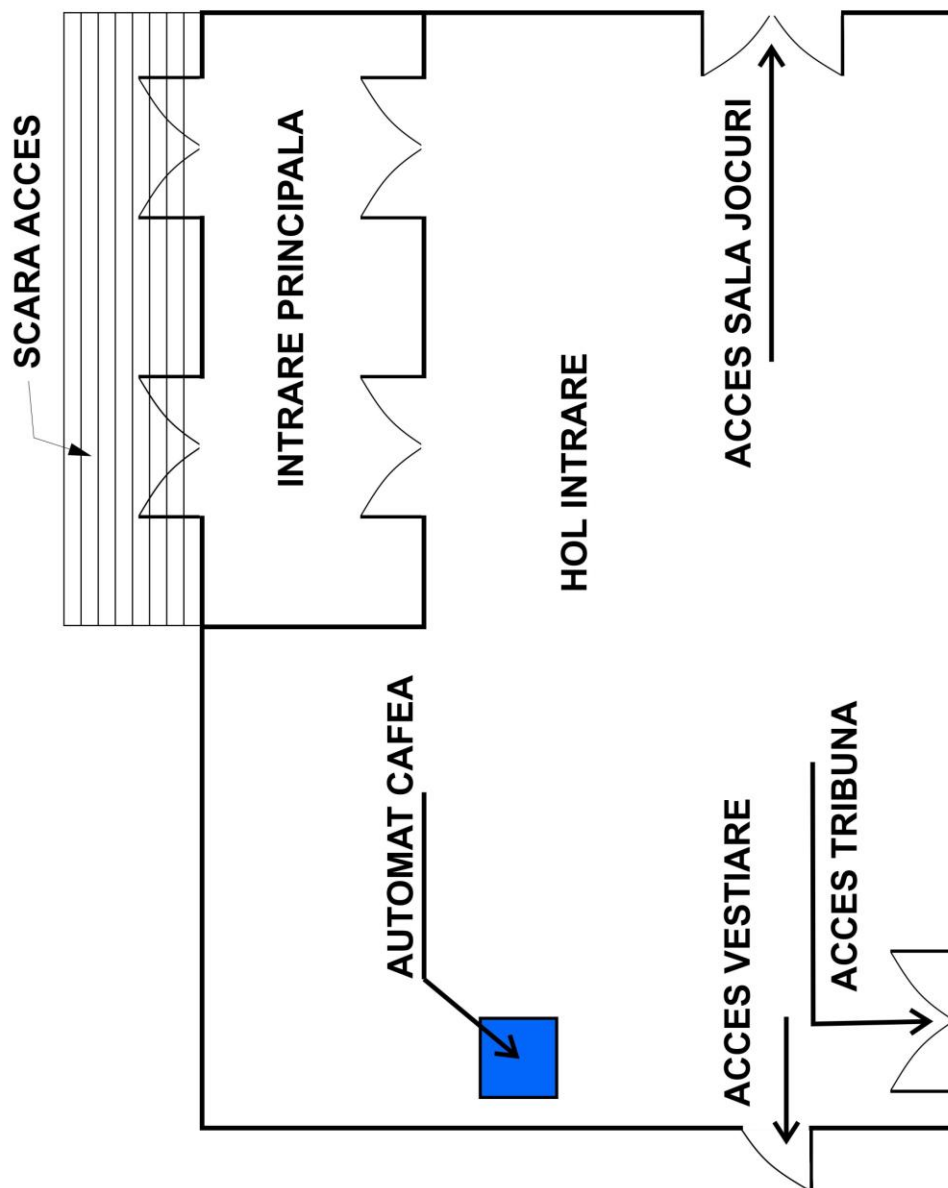 SCARA ACCES
INTRARE PRINCIPALA
HOL INTRARE
ACCES SALA JOCURI
AUTOMAT CAFEA
ACCES VESTIARE
ACCES TRIBUNA